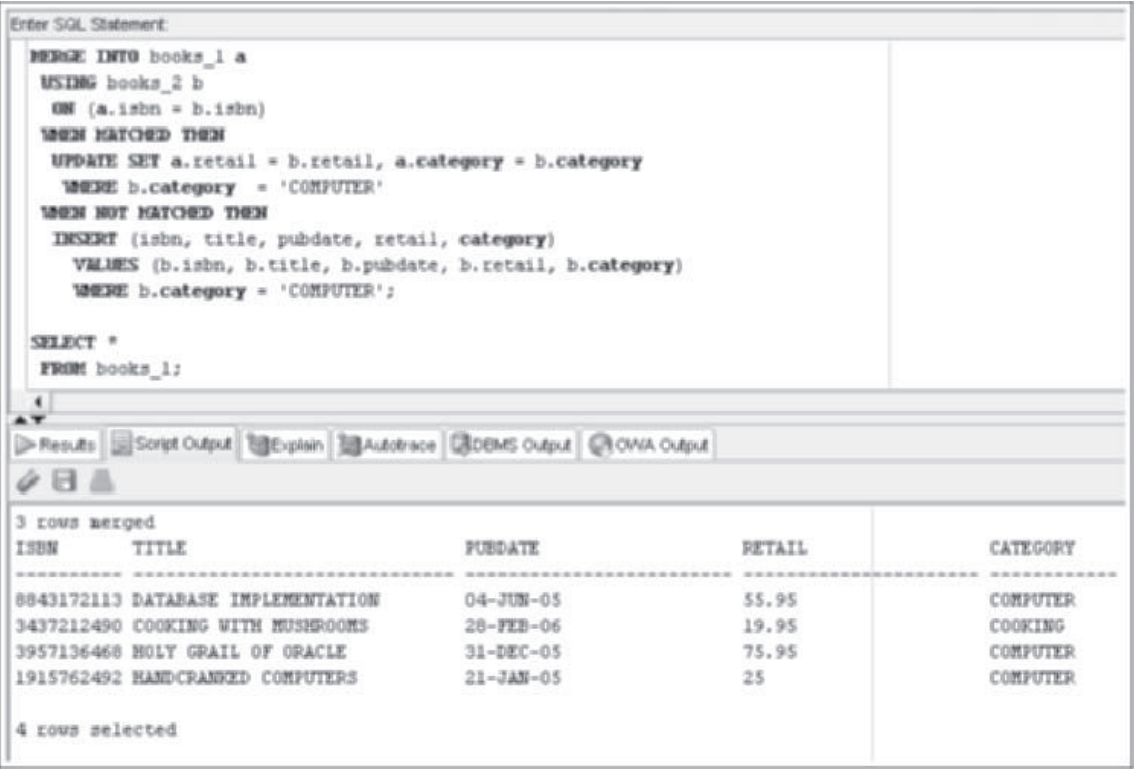 Enter SQL Statement:
MERGE INTO books_1 a
USING books_2 b
ON (a.isbn = b.isbn)
WHEN MATCHED THEN
UPDATE SET a.retail = b.retail, a.category = b.category
WHERE b.category = 'COMPUTER'
WHEN NOT MATCHED THEN
INSERT (isbn, title, pubdate, retail, category)
VALUES (b.isbn, b.title, b.pubdate, b.retail, b.category)
WHERE b.category = 'COMPUTER';
SELECT *
FROM books_1;
Results Script Output Explain Autotrace DBMS Output OWA Output
3 rows merged
ISBN TITLE PUBDATE RETAIL CATEGORY
---------- ------------------------------ ------------------------- ---------------------- ------------
8843172113 DATABASE IMPLEMENTATION 04-JUN-05 55.95 COMPUTER
3437212490 COOKING WITH MUSHROOMS 28-FEB-06 19.95 COOKING
3957136468 HOLY GRAIL OF ORACLE 31-DEC-05 75.95 COMPUTER
1915762492 HANDCRANKED COMPUTERS 21-JAN-05 25 COMPUTER
4 rows selected